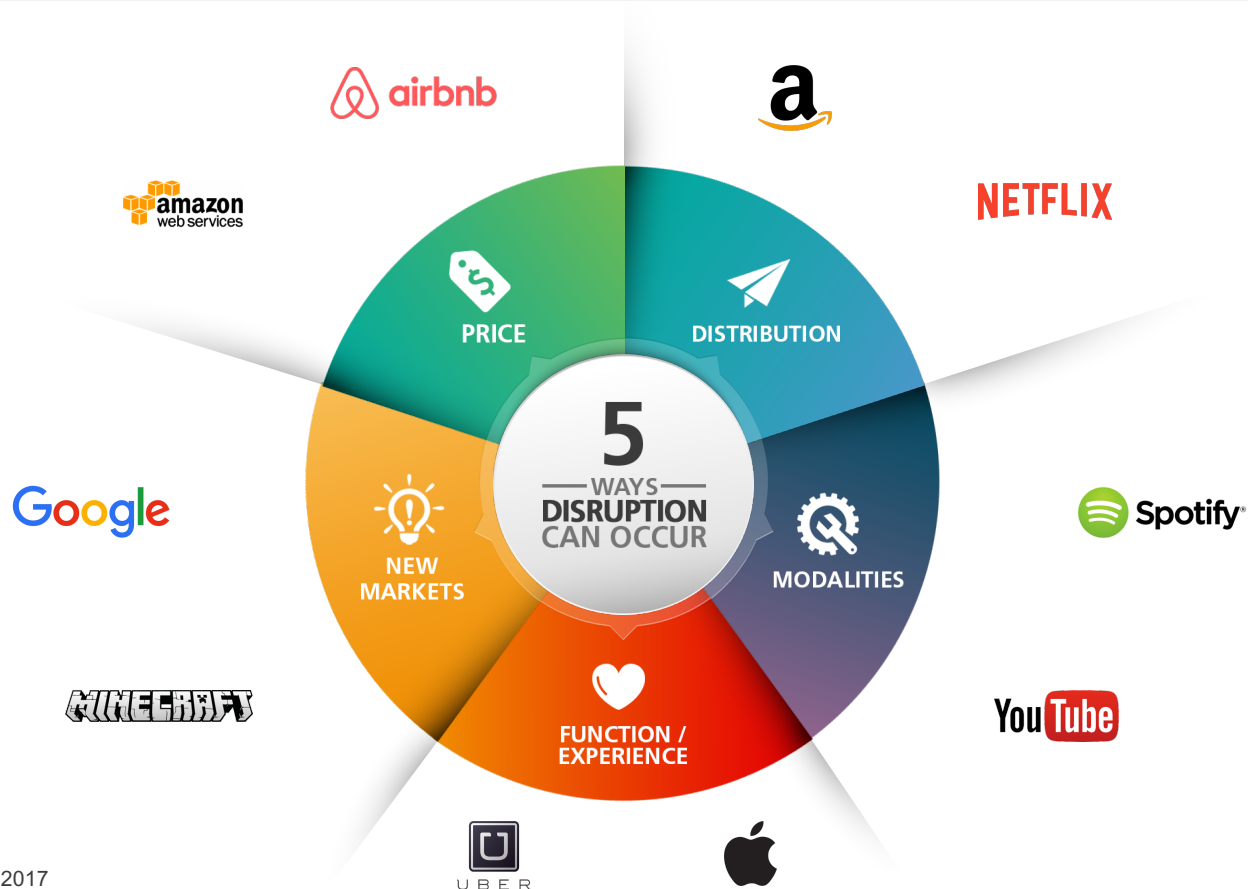 airbnb
a
amazon
web services
NETFLIX
$
PRICE
DISTRIBUTION
5
WAYS
DISRUPTION
CAN OCCUR
Google
NEW
MARKETS
MODALITIES
Spotify®
MINECRAFT
FUNCTION /
EXPERIENCE
YouTube
U
UBER
2017